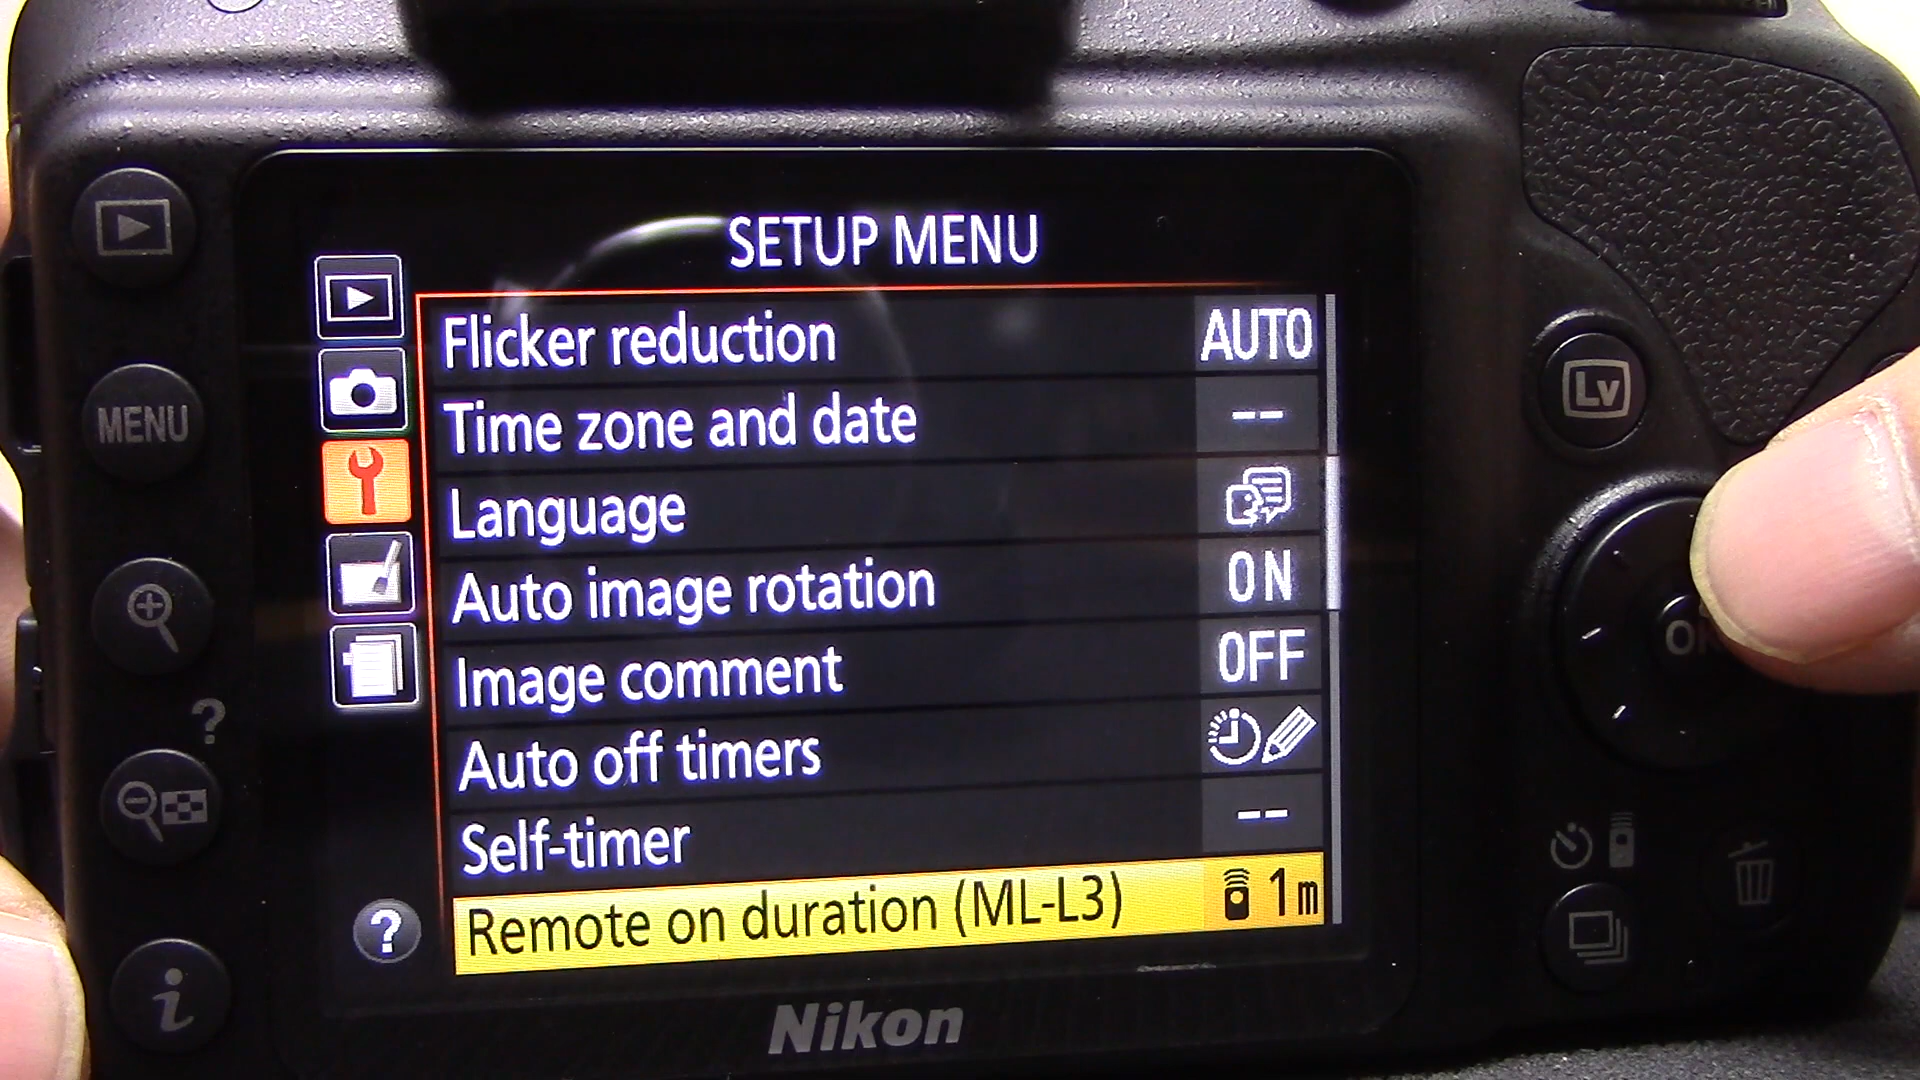 SETUP MENU
Flicker reduction AUTO
Time zone and date --
Language
Auto image rotation ON
Image comment OFF
Auto off timers
Self-timer --
Remote on duration (ML-L3) 1m
MENU
?
?
i
Lv
OK
Nikon